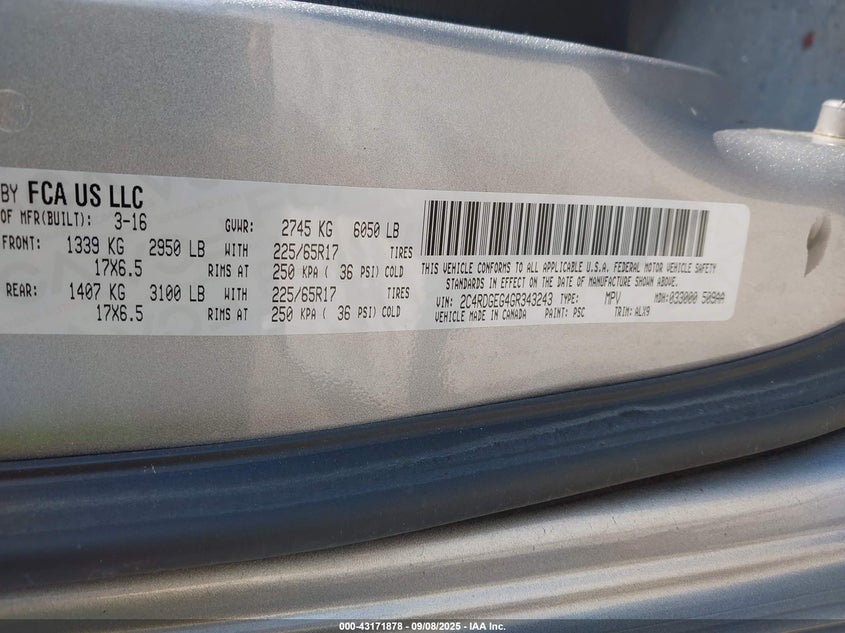 BY FCA US LLC
OF MFR(BUILT): 3-16 GVWR: 2745 KG 6050 LB
FRONT: 1339 KG 2950 LB WITH 225/65R17 TIRES
17X6.5 RIMS AT 250 KPA ( 36 PSI) COLD
REAR: 1407 KG 3100 LB WITH 225/65R17 TIRES
17X6.5 RIMS AT 250 KPA ( 36 PSI) COLD
THIS VEHICLE CONFORMS TO ALL APPLICABLE U.S.A. FEDERAL MOTOR VEHICLE SAFETY
STANDARDS IN EFFECT ON THE DATE OF MANUFACTURE SHOWN ABOVE.
VIN: 2C4RDGEG4GR343243 TYPE: MPV MDH: 033000 509AA
VEHICLE MADE IN CANADA PAINT: PSC TRIM: ALX9
000-43171878 - 09/08/2025 - IAA Inc.